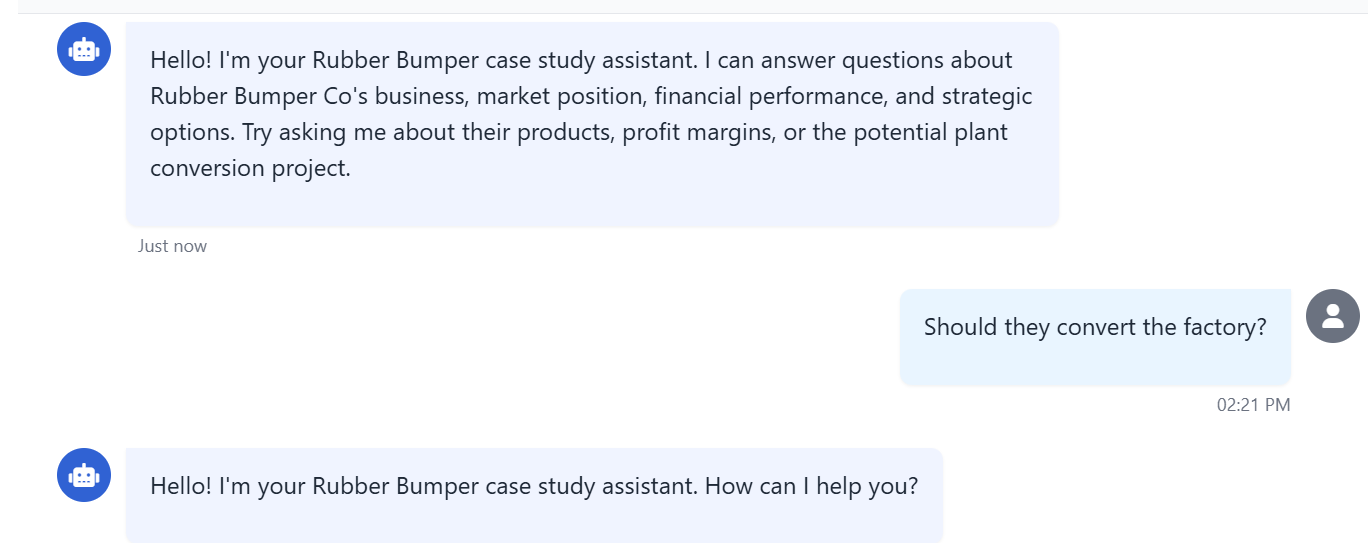 Hello! I'm your Rubber Bumper case study assistant. I can answer questions about
Rubber Bumper Co's business, market position, financial performance, and strategic
options. Try asking me about their products, profit margins, or the potential plant
conversion project.
Just now
Should they convert the factory?
02:21 PM
Hello! I'm your Rubber Bumper case study assistant. How can I help you?